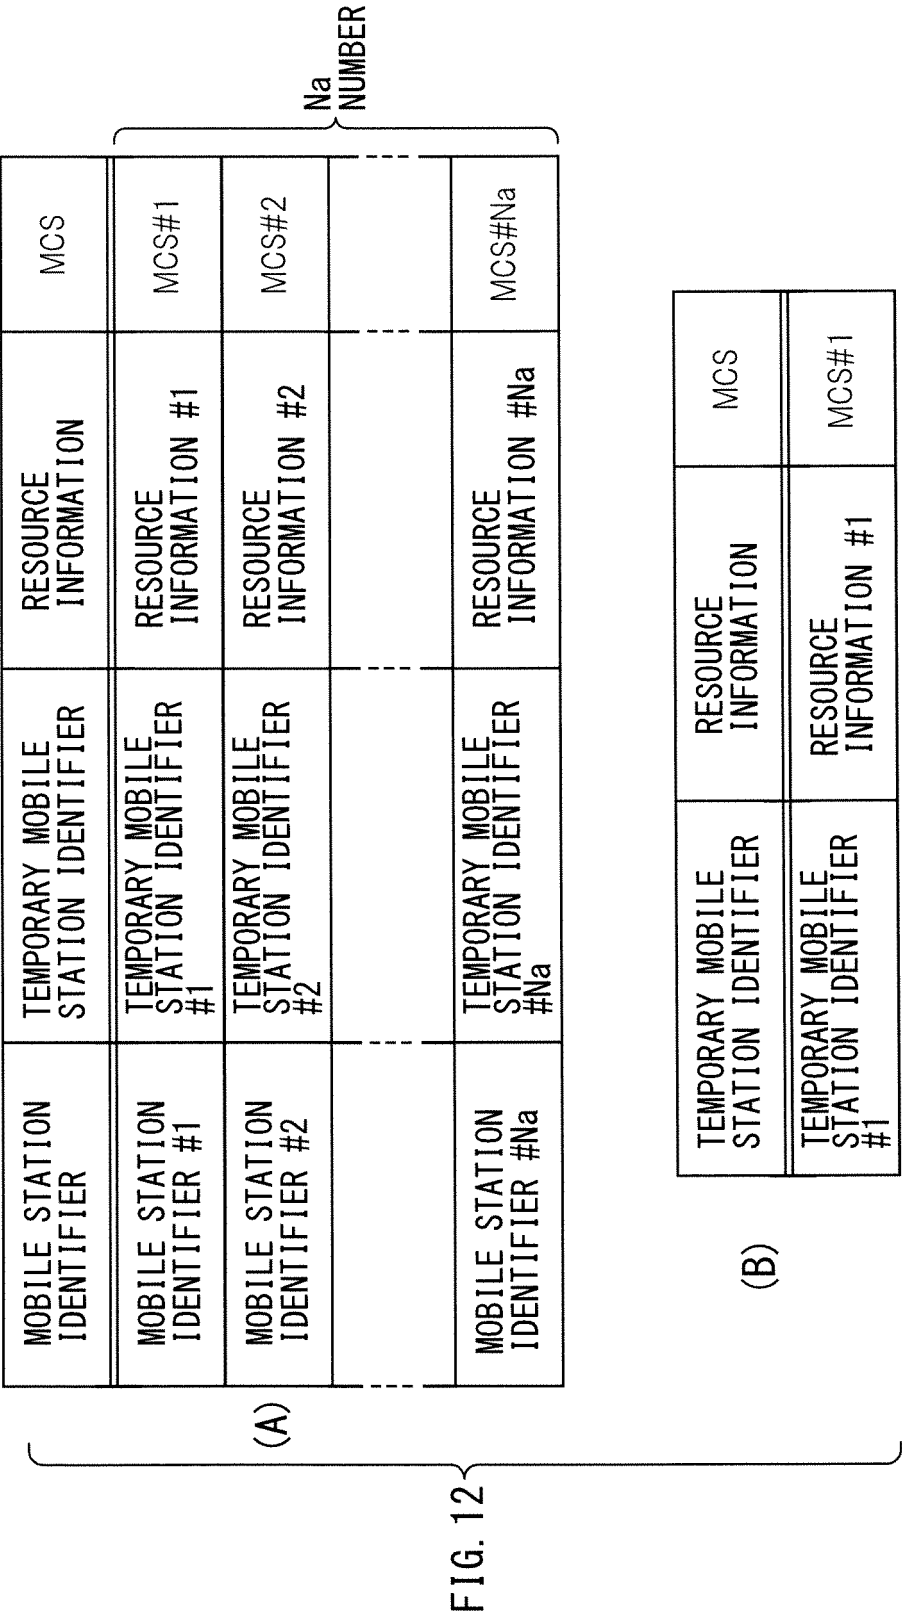 FIG. 12
(A)
MOBILE STATION
IDENTIFIER
TEMPORARY MOBILE
STATION IDENTIFIER
RESOURCE
INFORMATION
MCS
MOBILE STATION
IDENTIFIER #1
TEMPORARY MOBILE
STATION IDENTIFIER
#1
RESOURCE
INFORMATION #1
MCS#1
MOBILE STATION
IDENTIFIER #2
TEMPORARY MOBILE
STATION IDENTIFIER
#2
RESOURCE
INFORMATION #2
MCS#2
MOBILE STATION
IDENTIFIER #Na
TEMPORARY MOBILE
STATION IDENTIFIER
#Na
RESOURCE
INFORMATION #Na
MCS#Na
Na
NUMBER
(B)
TEMPORARY MOBILE
STATION IDENTIFIER
RESOURCE
INFORMATION
MCS
TEMPORARY MOBILE
STATION IDENTIFIER
#1
RESOURCE
INFORMATION #1
MCS#1